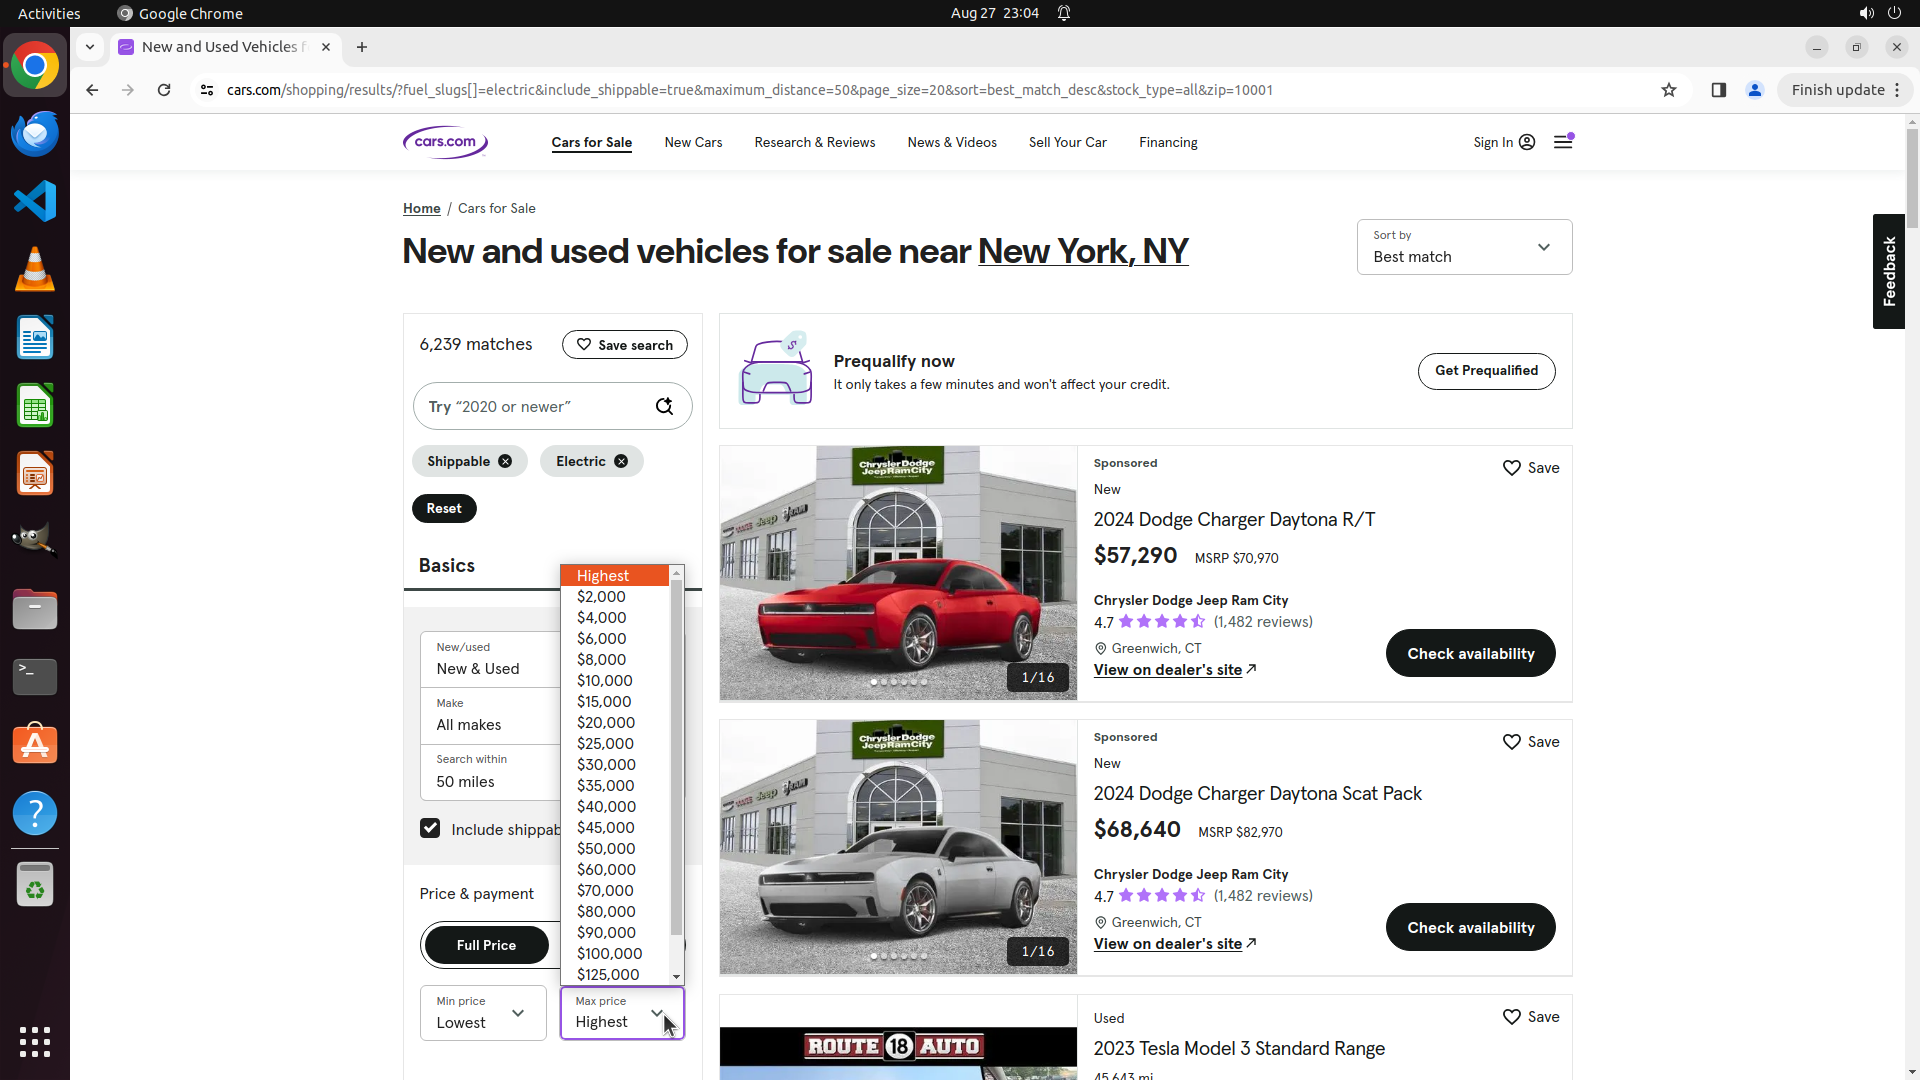 Activities
Google Chrome
Aug 27 23:04
New and Used Vehicles f
cars.com/shopping/results/?fuel_slugs[]=electric&include_shippable=true&maximum_distance=50&page_size=20&sort=best_match_desc&stock_type=all&zip=10001
Finish update
cars.com
Cars for Sale
New Cars
Research & Reviews
News & Videos
Sell Your Car
Financing
Sign In
Home / Cars for Sale
New and used vehicles for sale near New York, NY
Sort by
Best match
Feedback
6,239 matches
Save search
Try “2020 or newer”
Shippable
Electric
Reset
Basics
New/used
New & Used
Make
All makes
Search within
50 miles
Include shippab
Price & payment
Full Price
Min price
Lowest
Max price
Highest
Highest
$2,000
$4,000
$6,000
$8,000
$10,000
$15,000
$20,000
$25,000
$30,000
$35,000
$40,000
$45,000
$50,000
$60,000
$70,000
$80,000
$90,000
$100,000
$125,000
Prequalify now
It only takes a few minutes and won't affect your credit.
Get Prequalified
Chrysler Dodge
Jeep Ram City
1/16
Sponsored
Save
New
2024 Dodge Charger Daytona R/T
$57,290 MSRP $70,970
Chrysler Dodge Jeep Ram City
4.7 (1,482 reviews)
Greenwich, CT
View on dealer's site
Check availability
Chrysler Dodge
Jeep Ram City
1/16
Sponsored
Save
New
2024 Dodge Charger Daytona Scat Pack
$68,640 MSRP $82,970
Chrysler Dodge Jeep Ram City
4.7 (1,482 reviews)
Greenwich, CT
View on dealer's site
Check availability
ROUTE 18 AUTO
Used
Save
2023 Tesla Model 3 Standard Range
45,643 mi.